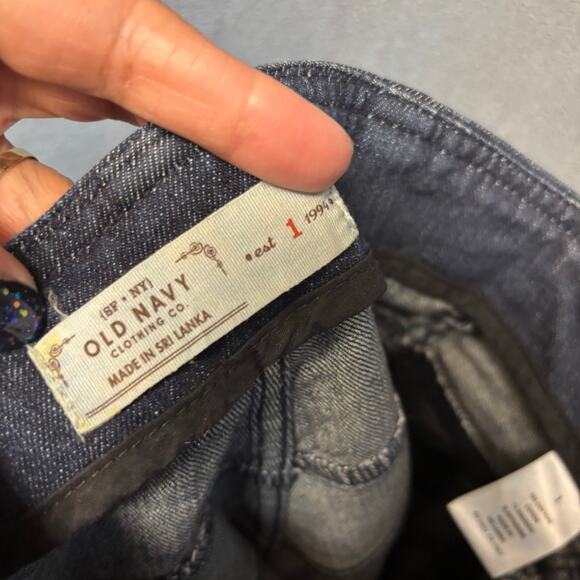 (SF • NY)
OLD NAVY
CLOTHING CO.
MADE IN SRI LANKA
•est 1 1994•